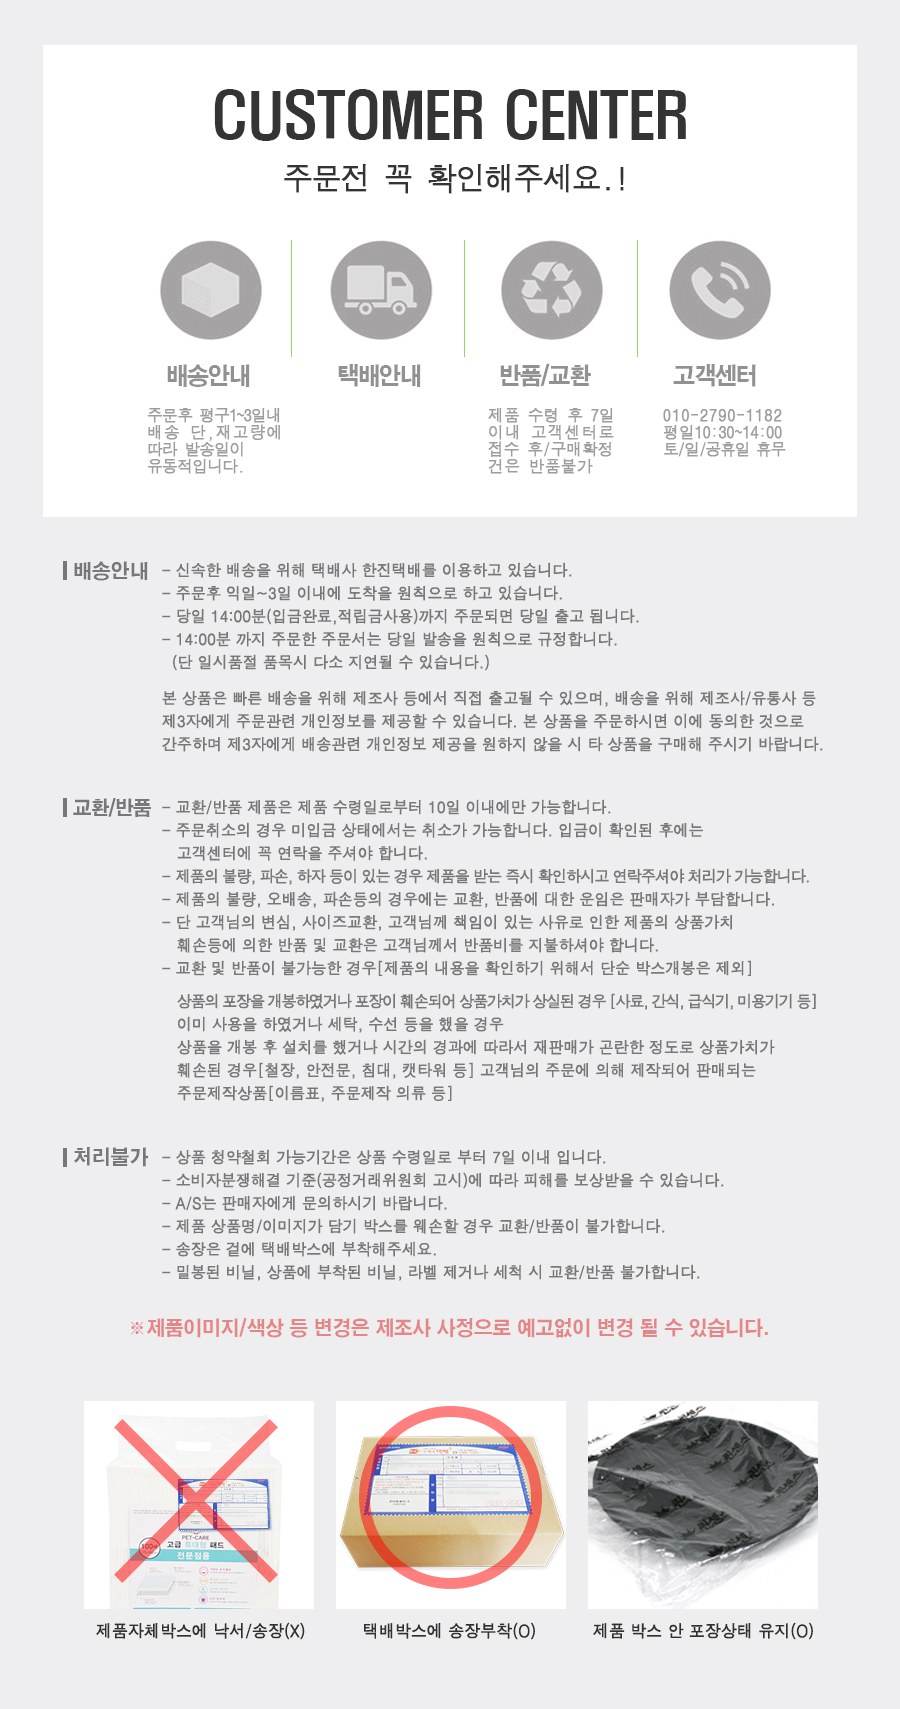 CUSTOMER CENTER
주문전 꼭 확인해주세요.!
배송안내
택배안내
반품/교환
고객센터
주문후 평구1~3일내
배송 단,재고량에
따라 발송일이
유동적입니다.
제품 수령 후 7일
이내 고객센터로
접수 후/구매확정
건은 반품불가
010-2790-1182
평일10:30~14:00
토/일/공휴일 휴무
배송안내
- 신속한 배송을 위해 택배사 한진택배를 이용하고 있습니다.
- 주문후 익일~3일 이내에 도착을 원칙으로 하고 있습니다.
- 당일 14:00분(입금완료,적립금사용)까지 주문되면 당일 출고 됩니다.
- 14:00분 까지 주문한 주문서는 당일 발송을 원칙으로 규정합니다.
(단 일시품절 품목시 다소 지연될 수 있습니다.)
본 상품은 빠른 배송을 위해 제조사 등에서 직접 출고될 수 있으며, 배송을 위해 제조사/유통사 등
제3자에게 주문관련 개인정보를 제공할 수 있습니다. 본 상품을 주문하시면 이에 동의한 것으로
간주하며 제3자에게 배송관련 개인정보 제공을 원하지 않을 시 타 상품을 구매해 주시기 바랍니다.
교환/반품
- 교환/반품 제품은 제품 수령일로부터 10일 이내에만 가능합니다.
- 주문취소의 경우 미입금 상태에서는 취소가 가능합니다. 입금이 확인된 후에는
고객센터에 꼭 연락을 주셔야 합니다.
- 제품의 불량, 파손, 하자 등이 있는 경우 제품을 받는 즉시 확인하시고 연락주셔야 처리가 가능합니다.
- 제품의 불량, 오배송, 파손등의 경우에는 교환, 반품에 대한 운임은 판매자가 부담합니다.
- 단 고객님의 변심, 사이즈교환, 고객님께 책임이 있는 사유로 인한 제품의 상품가치
훼손등에 의한 반품 및 교환은 고객님께서 반품비를 지불하셔야 합니다.
- 교환 및 반품이 불가능한 경우[제품의 내용을 확인하기 위해서 단순 박스개봉은 제외]
상품의 포장을 개봉하였거나 포장이 훼손되어 상품가치가 상실된 경우 [사료, 간식, 급식기, 미용기기 등]
이미 사용을 하였거나 세탁, 수선 등을 했을 경우
상품을 개봉 후 설치를 했거나 시간의 경과에 따라서 재판매가 곤란한 정도로 상품가치가
훼손된 경우[철장, 안전문, 침대, 캣타워 등] 고객님의 주문에 의해 제작되어 판매되는
주문제작상품[이름표, 주문제작 의류 등]
처리불가
- 상품 청약철회 가능기간은 상품 수령일로 부터 7일 이내 입니다.
- 소비자분쟁해결 기준(공정거래위원회 고시)에 따라 피해를 보상받을 수 있습니다.
- A/S는 판매자에게 문의하시기 바랍니다.
- 제품 상품명/이미지가 담기 박스를 웨손할 경우 교환/반품이 불가합니다.
- 송장은 겉에 택배박스에 부착해주세요.
- 밀봉된 비닐, 상품에 부착된 비닐, 라벨 제거나 세척 시 교환/반품 불가합니다.
※제품이미지/색상 등 변경은 제조사 사정으로 예고없이 변경 될 수 있습니다.
PET-CARE
고급 특대형 패드
전문점용
제품자체박스에 낙서/송장(X)
택배박스에 송장부착(O)
제품 박스 안 포장상태 유지(O)